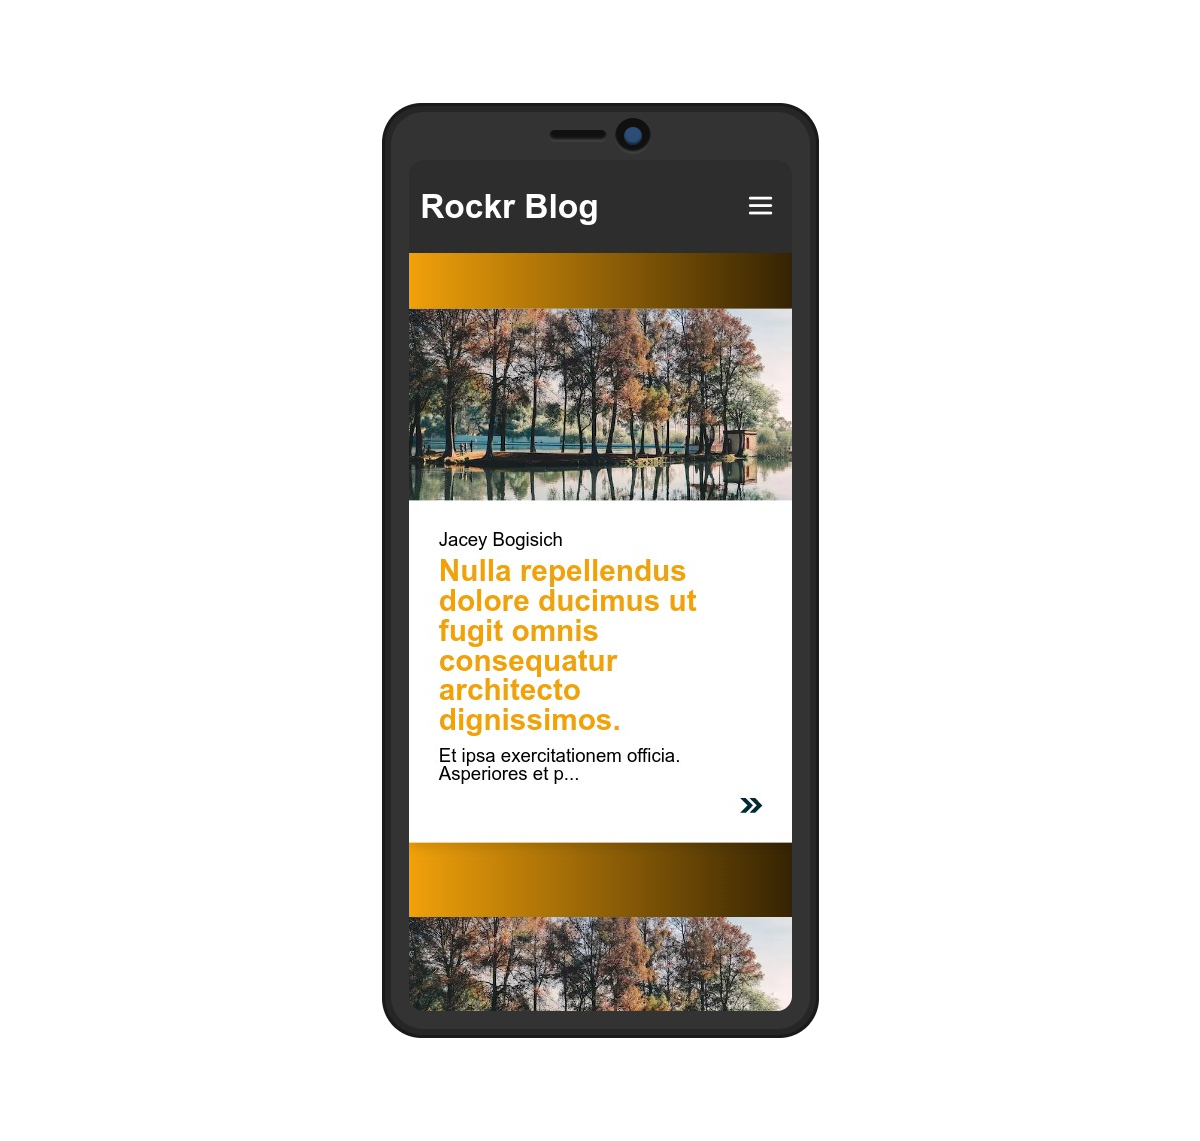 Rockr Blog
Jacey Bogisich
Nulla repellendus
dolore ducimus ut
fugit omnis
consequatur
architecto
dignissimos.
Et ipsa exercitationem officia.
Asperiores et p...